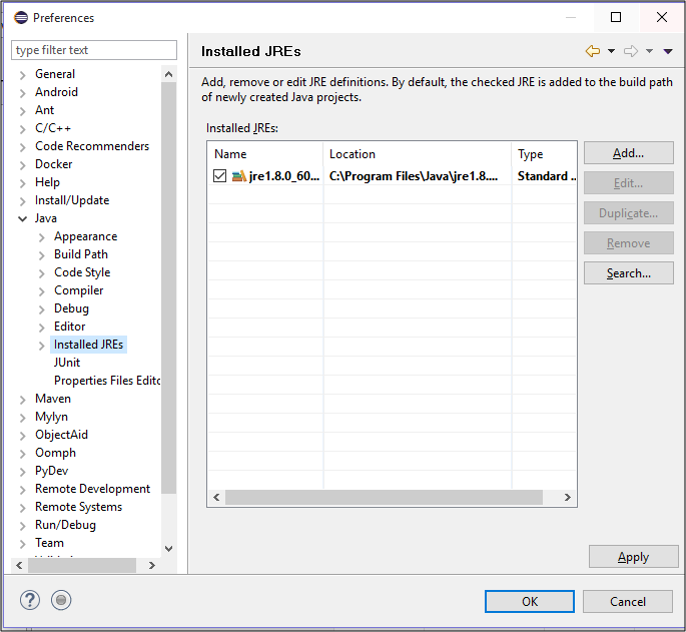 Preferences
type filter text
General
Android
Ant
C/C++
Code Recommenders
Docker
Help
Install/Update
Java
Appearance
Build Path
Code Style
Compiler
Debug
Editor
Installed JREs
JUnit
Properties Files Edito
Maven
Mylyn
ObjectAid
Oomph
PyDev
Remote Development
Remote Systems
Run/Debug
Team
Installed JREs
Add, remove or edit JRE definitions. By default, the checked JRE is added to the build path
of newly created Java projects.
Installed JREs:
Name Location Type
jre1.8.0_60... C:\Program Files\Java\jre1.8.... Standard ..
Add...
Edit...
Duplicate...
Remove
Search...
Apply
?
OK Cancel